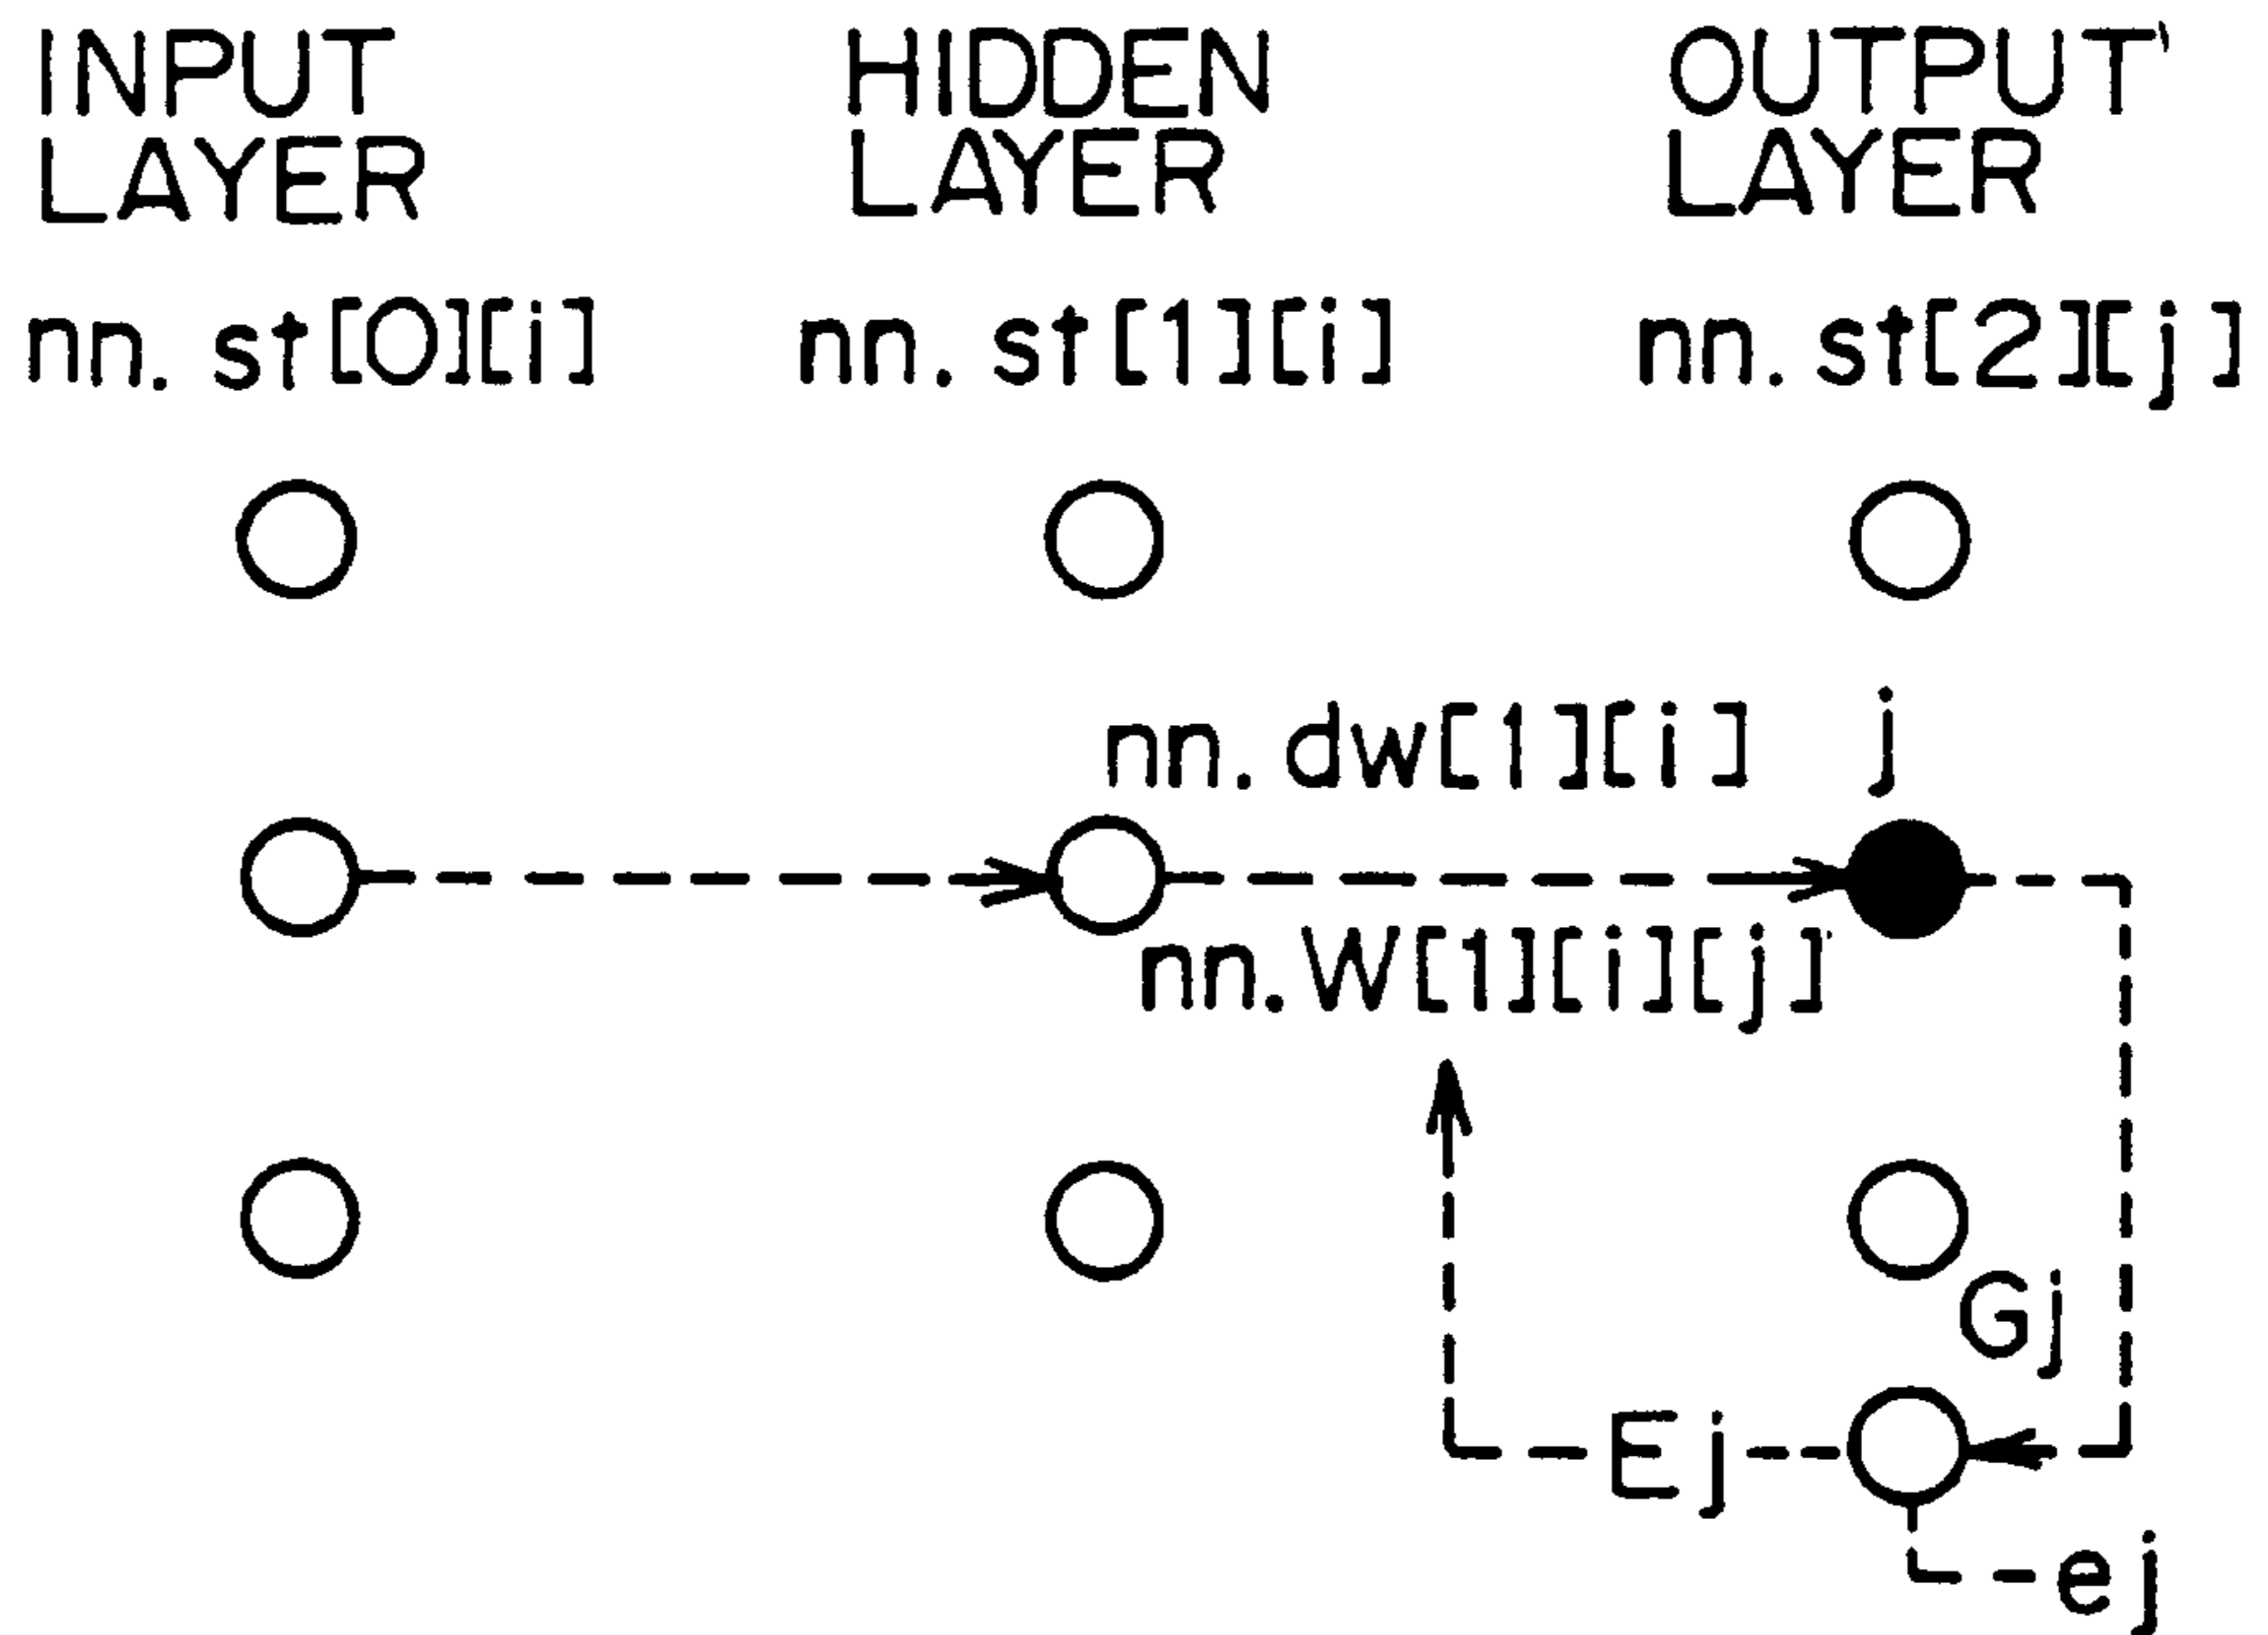 INPUT LAYER
HIDDEN LAYER
OUTPUT LAYER
nn. st[0][i]
nn. st[1][i]
nn. st[2][j]
nn. dw[1][i]
j
nn. W[1][i][j]
Gj
Ej
ej